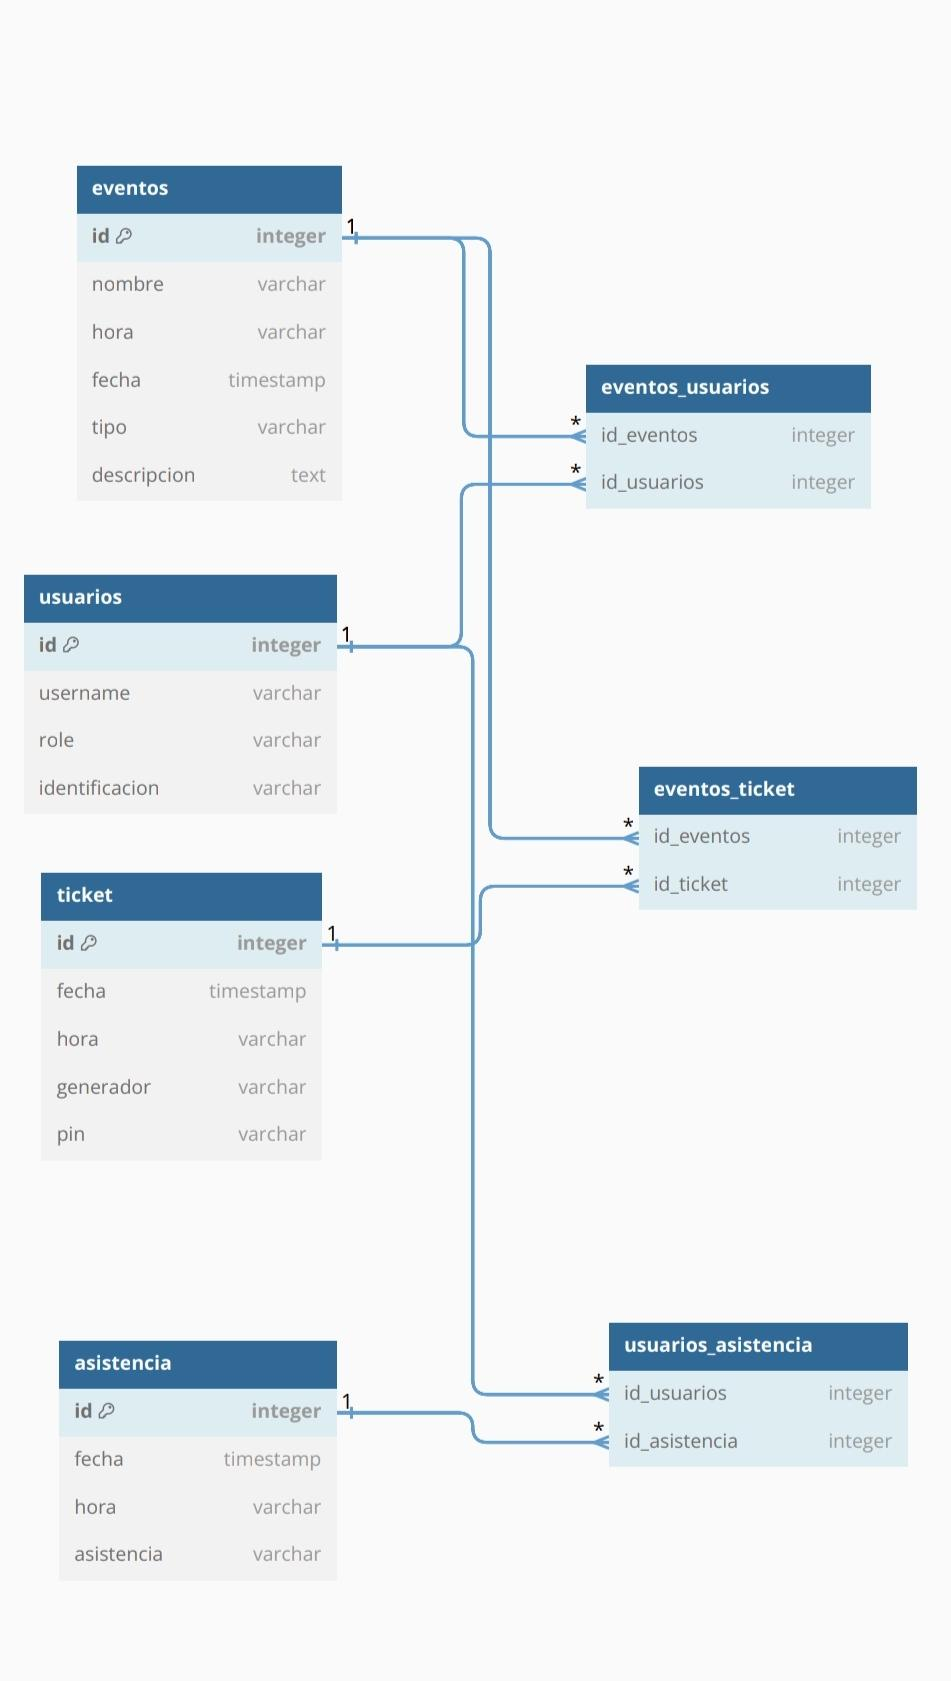 eventos
1
id integer
nombre varchar
hora varchar
fecha timestamp
tipo varchar
descripcion text
eventos_usuarios
*
id_eventos integer
*
id_usuarios integer
usuarios
1
id integer
username varchar
role varchar
identificacion varchar
eventos_ticket
*
id_eventos integer
*
id_ticket integer
ticket
1
id integer
fecha timestamp
hora varchar
generador varchar
pin varchar
usuarios_asistencia
*
id_usuarios integer
*
id_asistencia integer
asistencia
1
id integer
fecha timestamp
hora varchar
asistencia varchar